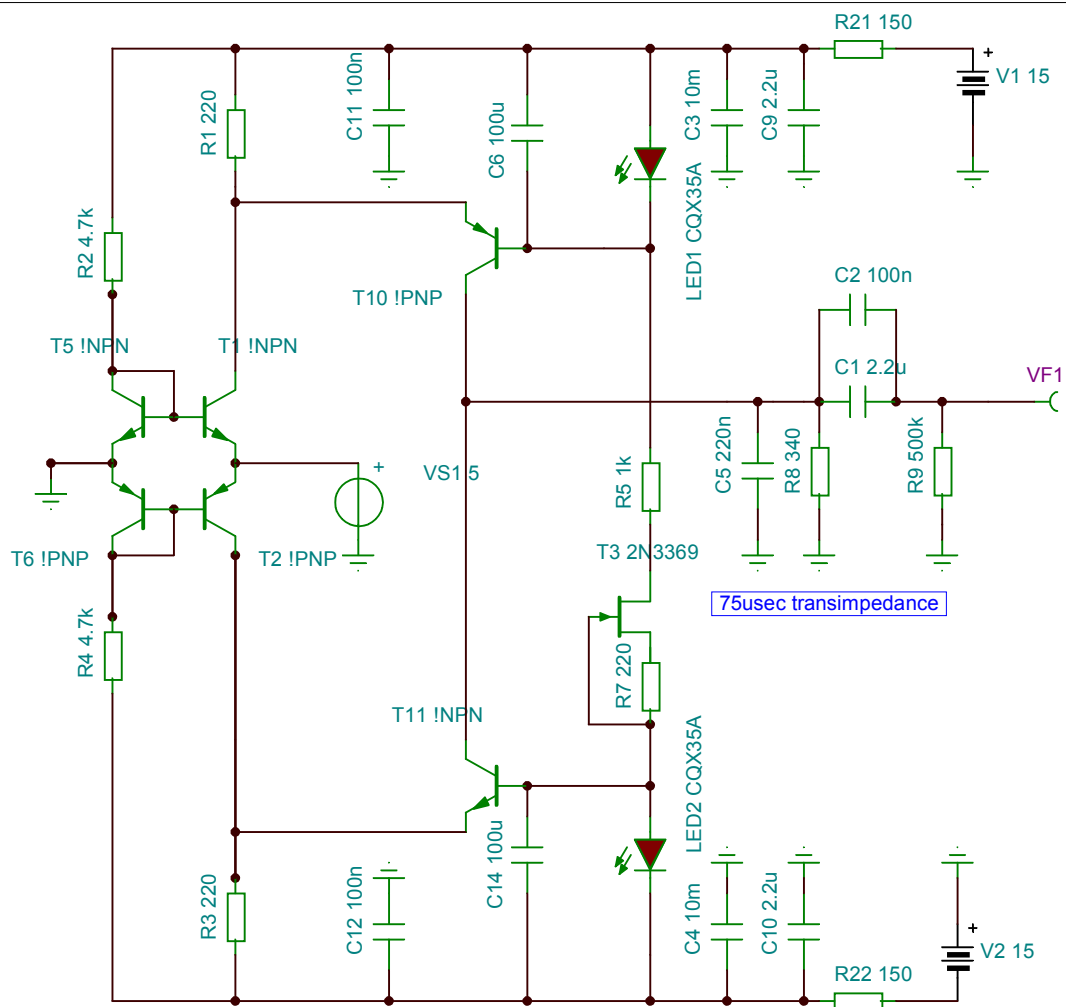 R21 150
+
V1 15
C11 100n
R1 220
C6 100u
C3 10m
C9 2.2u
LED1 CQX35A
R2 4.7k
T10 !PNP
C2 100n
T5 !NPN
T1 !NPN
C1 2.2u
VF1
+
VS1 5
C5 220n
R8 340
R9 500k
R5 1k
T6 !PNP
T2 !PNP
T3 2N3369
75usec transimpedance
R4 4.7k
R7 220
T11 !NPN
LED2 CQX35A
C14 100u
R3 220
C12 100n
C4 10m
C10 2.2u
+
V2 15
R22 150